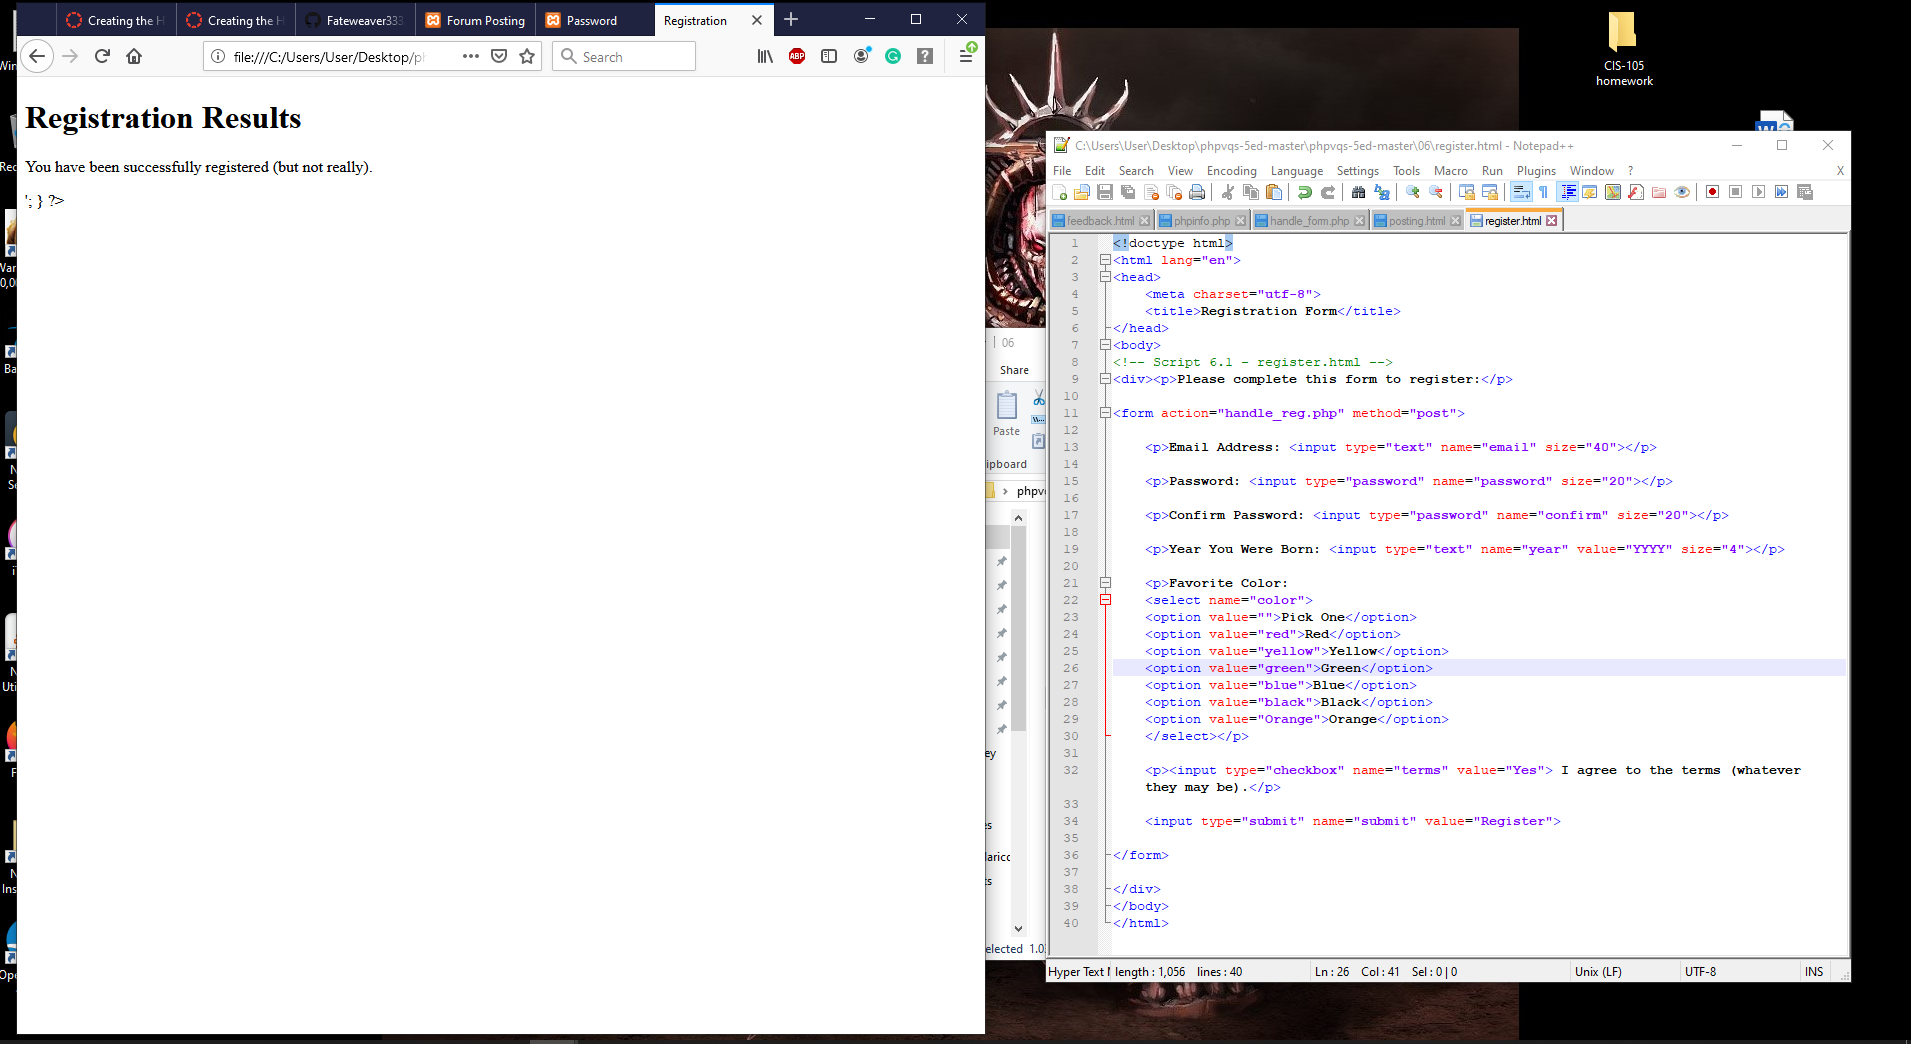 Creating the H
Creating the H
Fateweaver333
Forum Posting
Password
Registration
file:///C:/Users/User/Desktop/ph
Search
ABP
Registration Results
You have been successfully registered (but not really).
'; } ?>
CIS-105
homework
06
Share
Paste
ipboard
elected 1.0
C:\Users\User\Desktop\phpvqs-5ed-master\phpvqs-5ed-master\06\register.html - Notepad++
File Edit Search View Encoding Language Settings Tools Macro Run Plugins Window ? X
feedback.html phpinfo.php handle_form.php posting.html register.html
1 <!doctype html>
2 <html lang="en">
3 <head>
4 <meta charset="utf-8">
5 <title>Registration Form</title>
6 </head>
7 <body>
8 <!-- Script 6.1 - register.html -->
9 <div><p>Please complete this form to register:</p>
10
11 <form action="handle_reg.php" method="post">
12
13 <p>Email Address: <input type="text" name="email" size="40"></p>
14
15 <p>Password: <input type="password" name="password" size="20"></p>
16
17 <p>Confirm Password: <input type="password" name="confirm" size="20"></p>
18
19 <p>Year You Were Born: <input type="text" name="year" value="YYYY" size="4"></p>
20
21 <p>Favorite Color:
22 <select name="color">
23 <option value="">Pick One</option>
24 <option value="red">Red</option>
25 <option value="yellow">Yellow</option>
26 <option value="green">Green</option>
27 <option value="blue">Blue</option>
28 <option value="black">Black</option>
29 <option value="Orange">Orange</option>
30 </select></p>
31
32 <p><input type="checkbox" name="terms" value="Yes"> I agree to the terms (whatever
they may be).</p>
33
34 <input type="submit" name="submit" value="Register">
35
36 </form>
37
38 </div>
39 </body>
40 </html>
Hyper Text length : 1,056 lines : 40 Ln : 26 Col : 41 Sel : 0 | 0 Unix (LF) UTF-8 INS